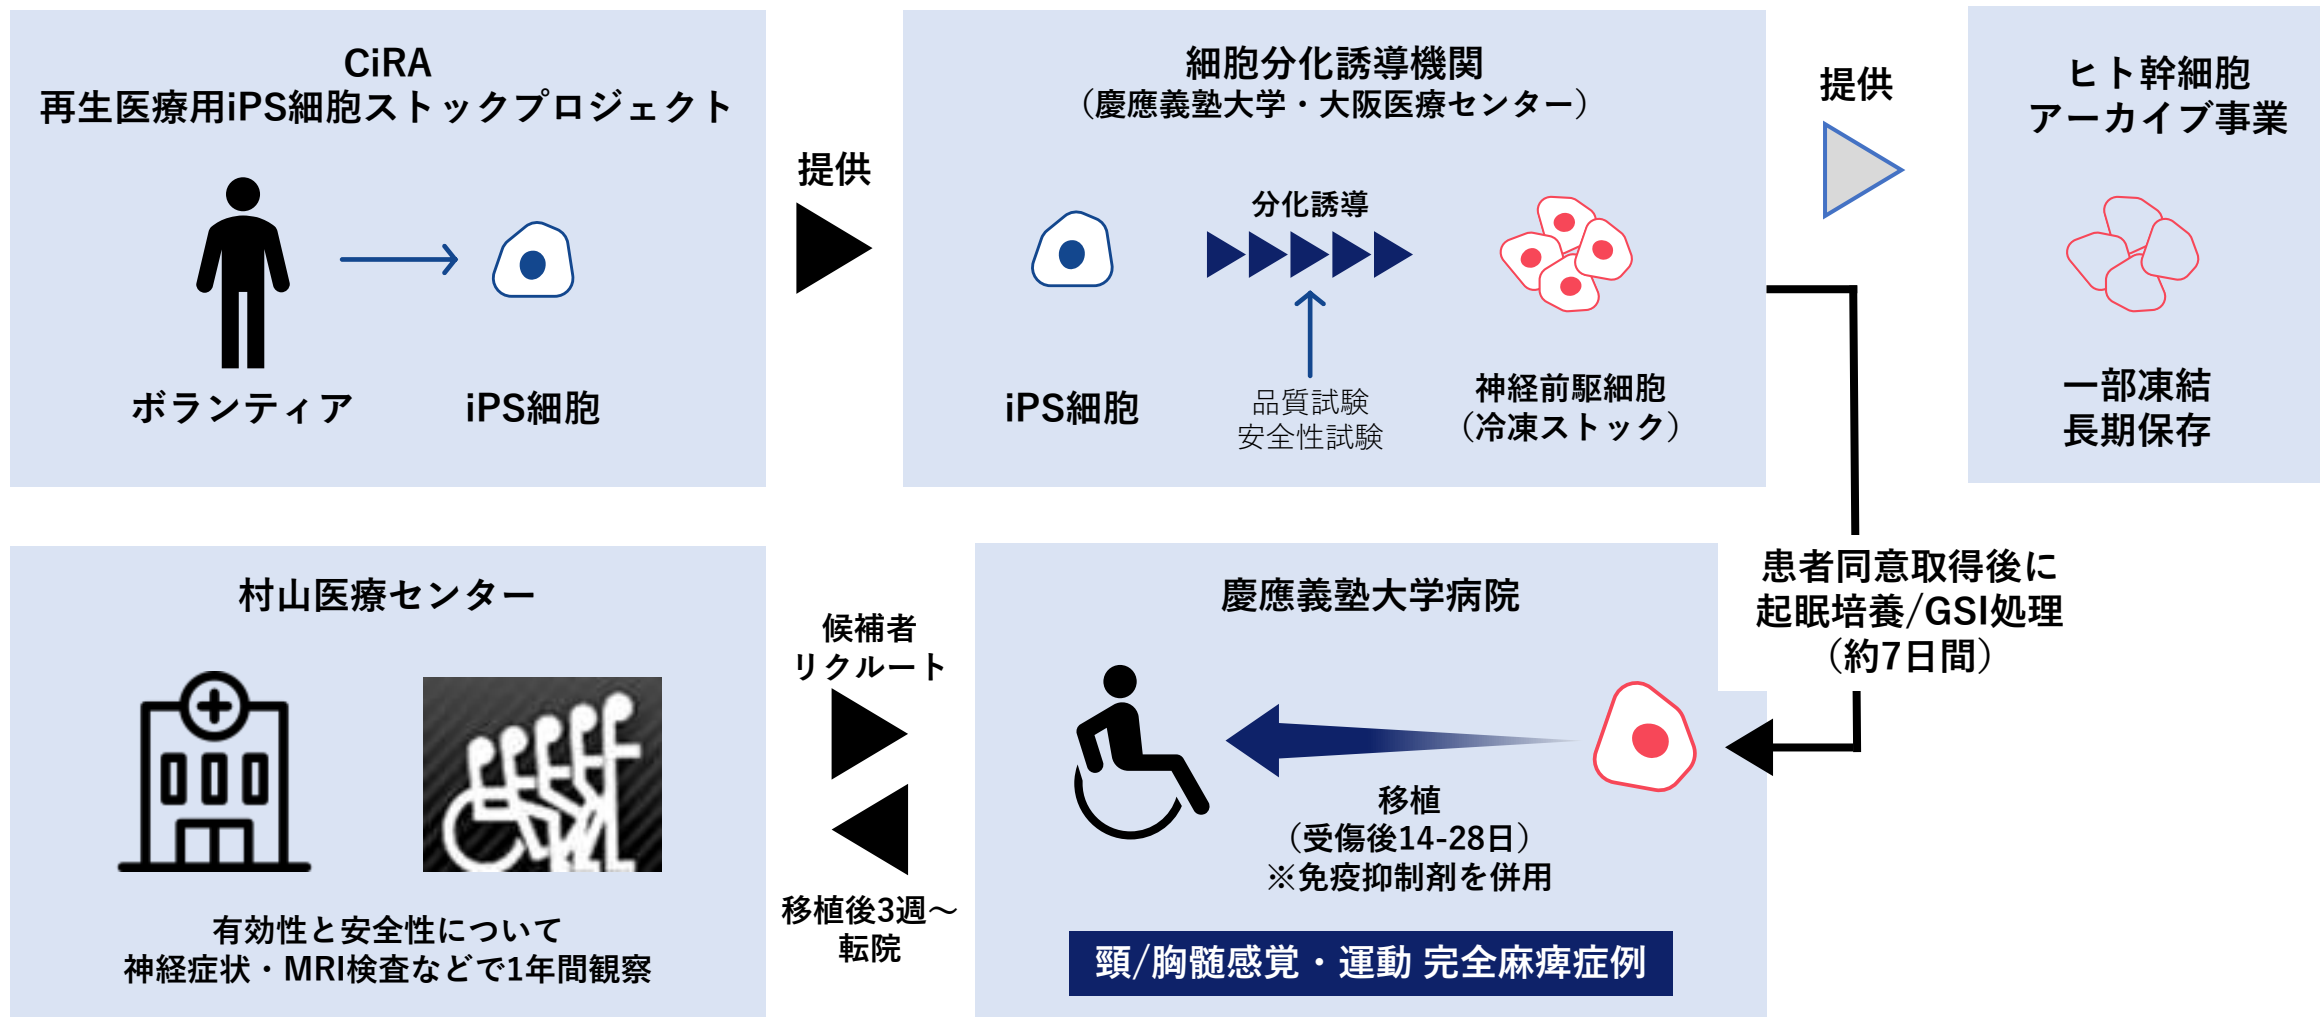 CiRA
再生医療用iPS細胞ストックプロジェクト
ボランティア
iPS細胞
提供
細胞分化誘導機関
（慶應義塾大学・大阪医療センター）
分化誘導
iPS細胞
品質試験
安全性試験
神経前駆細胞
（冷凍ストック）
提供
ヒト幹細胞
アーカイブ事業
一部凍結
長期保存
患者同意取得後に
起眠培養/GSI処理
（約7日間）
村山医療センター
有効性と安全性について
神経症状・MRI検査などで1年間観察
候補者
リクルート
移植後3週～
転院
慶應義塾大学病院
移植
（受傷後14-28日）
※免疫抑制剤を併用
頸/胸髄感覚・運動 完全麻痺症例